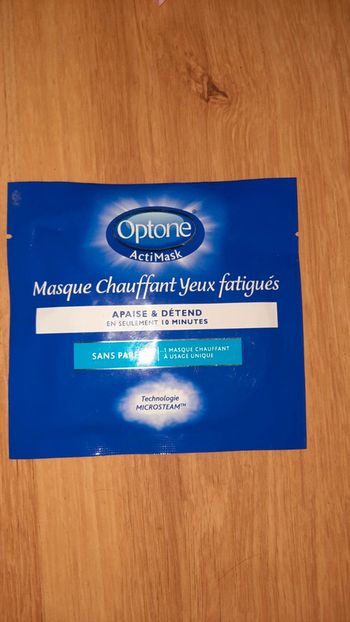 Optone
ActiMask
Masque Chauffant Yeux fatigués
APAISE & DÉTEND
EN SEULEMENT 10 MINUTES
SANS
1 MASQUE CHAUFFANT
À USAGE UNIQUE
Technologie
MICROSTEAM™